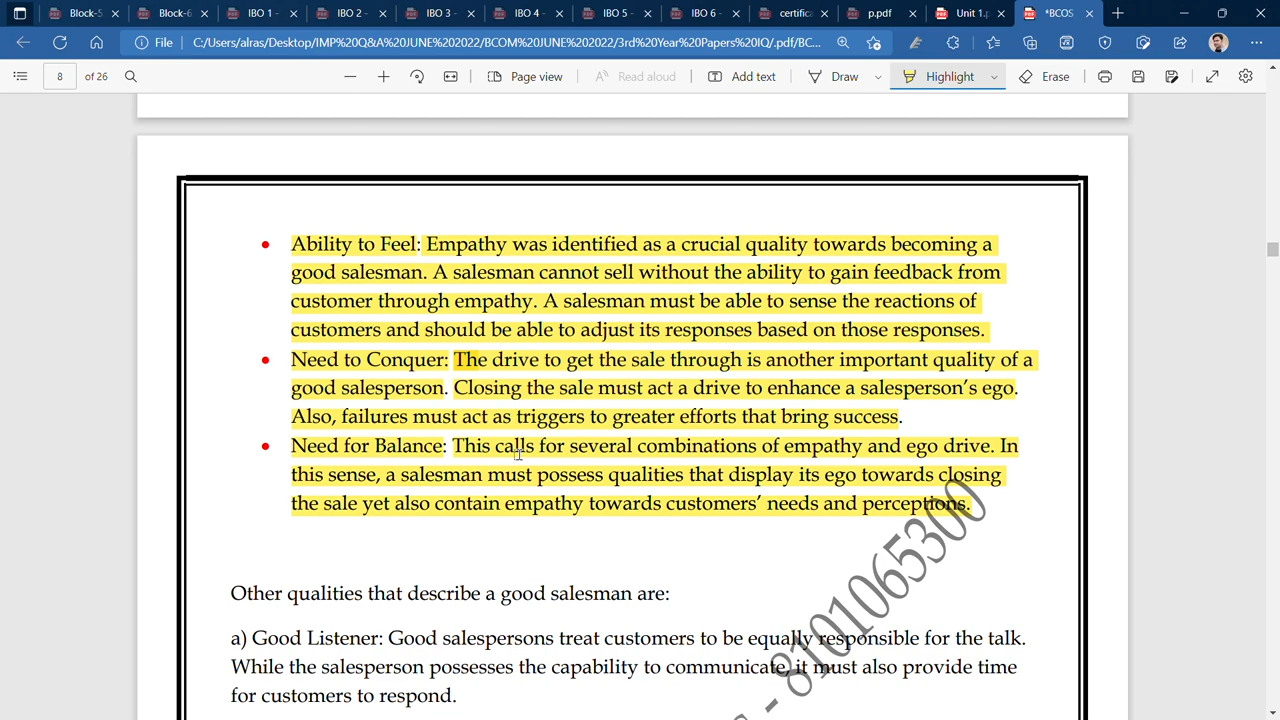 Block-5
Block-6
IBO 1 -
IBO 2 -
IBO 3 -
IBO 4 -
IBO 5 -
IBO 6 -
certifica
p.pdf
Unit 1.p
*BCOS
File
C:/Users/alras/Desktop/IMP%20Q&A%20JUNE%202022/BCOM%20JUNE%202022/3rd%20Year%20Papers%20IQ/.pdf/BC...
8 of 26
Page view
Read aloud
Add text
Draw
Highlight
Erase
• Ability to Feel: Empathy was identified as a crucial quality towards becoming a
good salesman. A salesman cannot sell without the ability to gain feedback from
customer through empathy. A salesman must be able to sense the reactions of
customers and should be able to adjust its responses based on those responses.
• Need to Conquer: The drive to get the sale through is another important quality of a
good salesperson. Closing the sale must act a drive to enhance a salesperson's ego.
Also, failures must act as triggers to greater efforts that bring success.
• Need for Balance: This calls for several combinations of empathy and ego drive. In
this sense, a salesman must possess qualities that display its ego towards closing
the sale yet also contain empathy towards customers' needs and perceptions.
Other qualities that describe a good salesman are:
a) Good Listener: Good salespersons treat customers to be equally responsible for the talk.
While the salesperson possesses the capability to communicate, it must also provide time
for customers to respond.
- 8101065300